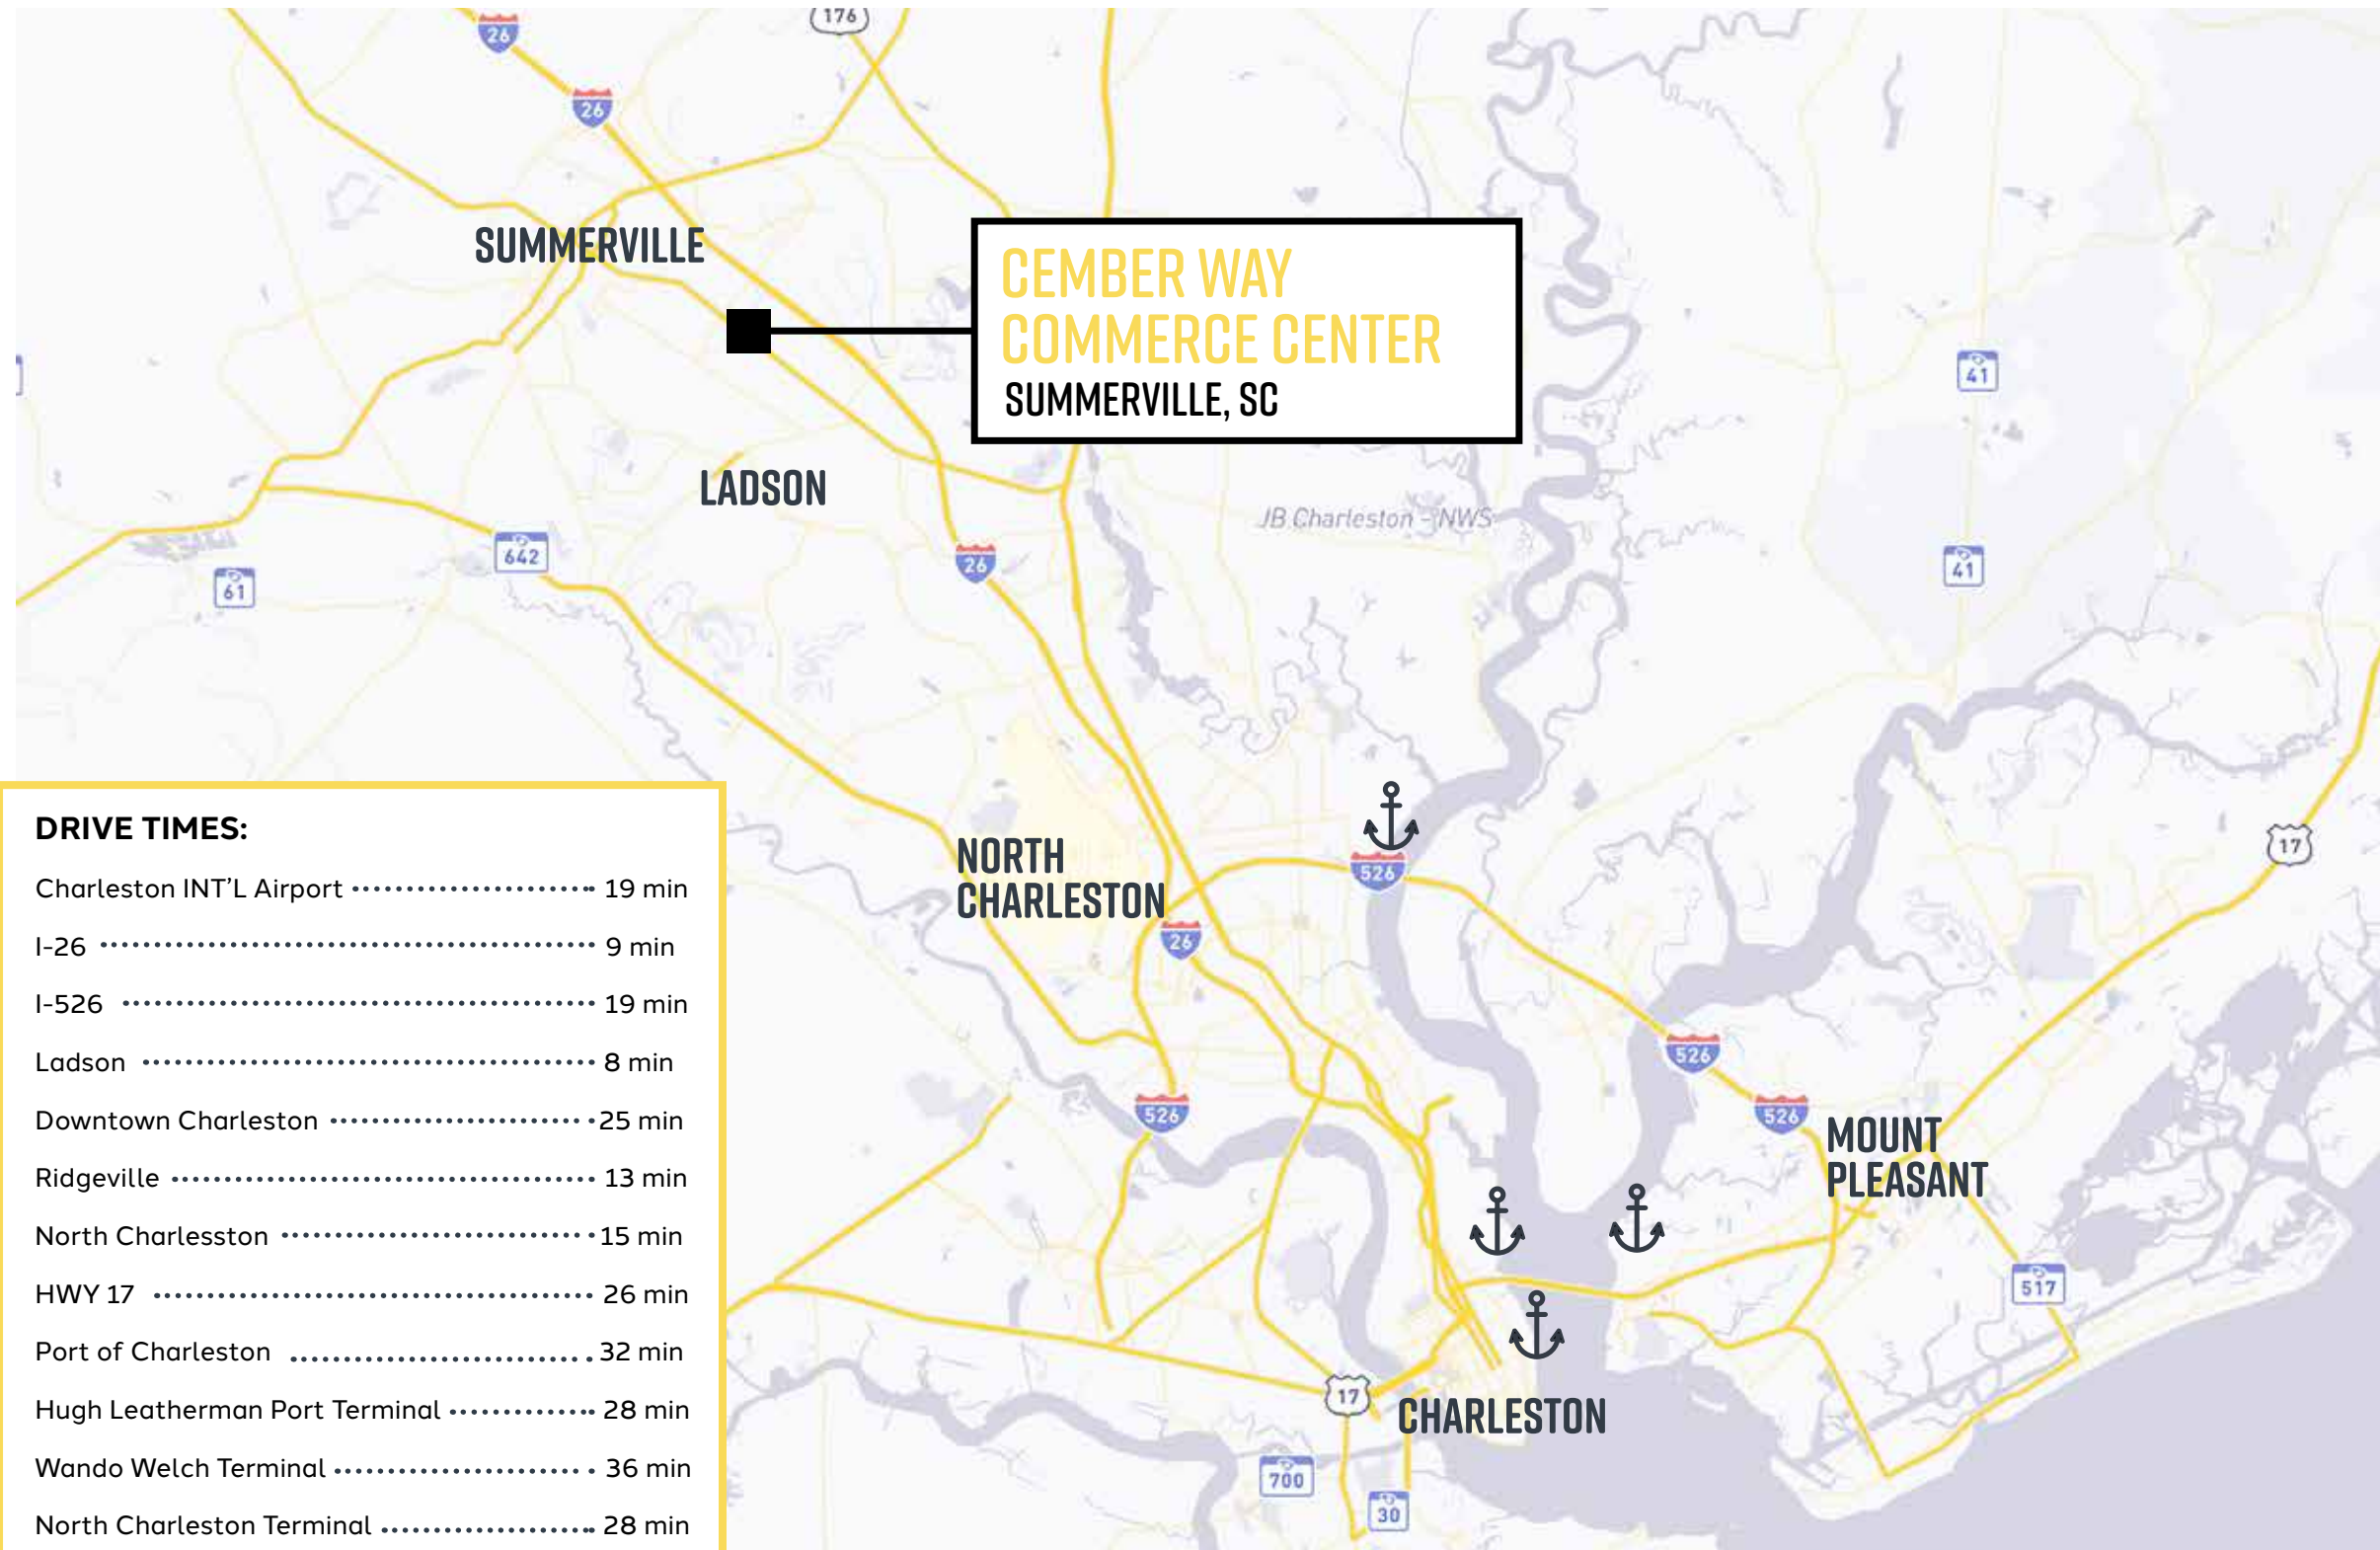 176
26
26
SUMMERVILLE
CEMBER WAY
COMMERCE CENTER
SUMMERVILLE, SC
41
LADSON
JB Charleston - NWS
642
26
41
61
17
NORTH
CHARLESTON
526
26
526
526
526
MOUNT
PLEASANT
517
17
CHARLESTON
700
30
DRIVE TIMES:
Charleston INT'L Airport 19 min
I-26 9 min
I-526 19 min
Ladson 8 min
Downtown Charleston 25 min
Ridgeville 13 min
North Charlesston 15 min
HWY 17 26 min
Port of Charleston 32 min
Hugh Leatherman Port Terminal 28 min
Wando Welch Terminal 36 min
North Charleston Terminal 28 min